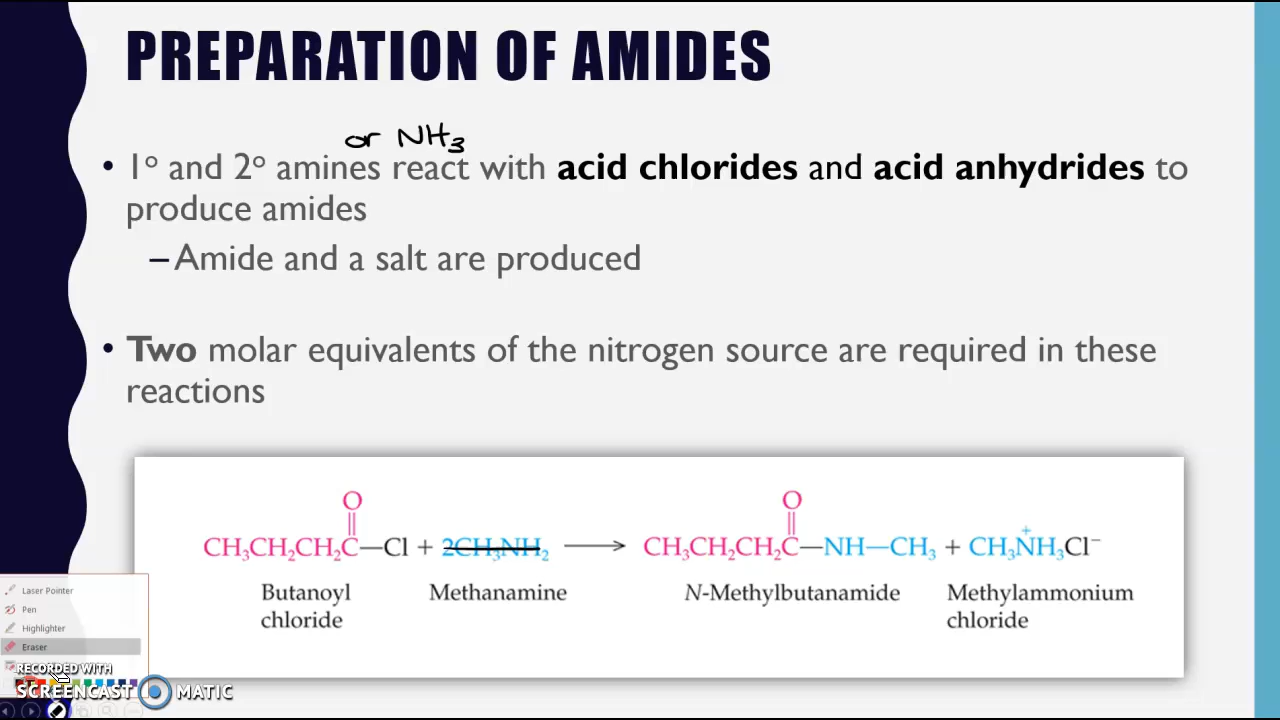 PREPARATION OF AMIDES
or NH₃
• 1° and 2° amines react with acid chlorides and acid anhydrides to
produce amides
– Amide and a salt are produced
• Two molar equivalents of the nitrogen source are required in these
reactions
O O
CH₃CH₂CH₂C—Cl + 2CH₃NH₂ → CH₃CH₂CH₂C—NH—CH₃ + CH₃N⁺H₃Cl⁻
Butanoyl Methanamine N-Methylbutanamide Methylammonium
chloride chloride
Laser Pointer
Pen
Highlighter
Eraser
RECORDED WITH
SCREENCAST MATIC